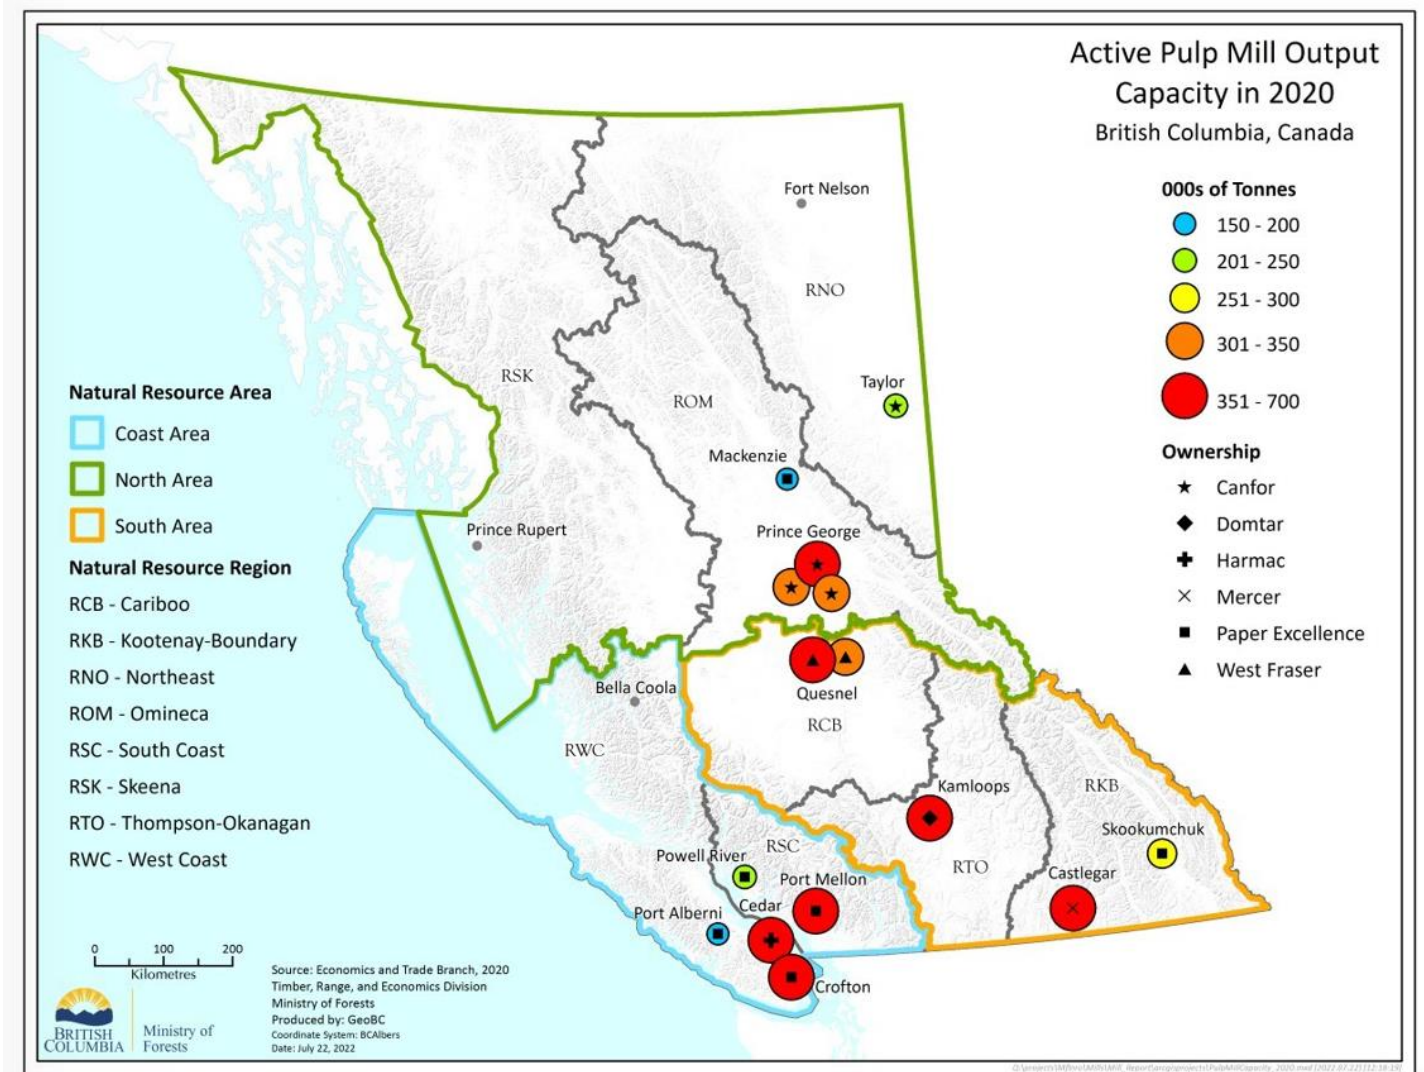 Active Pulp Mill Output
Capacity in 2020
British Columbia, Canada
000s of Tonnes
150 - 200
201 - 250
251 - 300
301 - 350
351 - 700
Ownership
Canfor
Domtar
Harmac
Mercer
Paper Excellence
West Fraser
Fort Nelson
RNO
Taylor
RSK
ROM
Mackenzie
Prince George
Prince Rupert
Quesnel
RCB
Bella Coola
RWC
Kamloops
RKB
Skookumchuk
RSC
Powell River
Port Mellon
RTO
Castlegar
Cedar
Port Alberni
Crofton
Natural Resource Area
Coast Area
North Area
South Area
Natural Resource Region
RCB - Cariboo
RKB - Kootenay-Boundary
RNO - Northeast
ROM - Omineca
RSC - South Coast
RSK - Skeena
RTO - Thompson-Okanagan
RWC - West Coast
0 100 200
Kilometres
BRITISH
COLUMBIA
Ministry of
Forests
Source: Economics and Trade Branch, 2020
Timber, Range, and Economics Division
Ministry of Forests
Produced by: GeoBC
Coordinate System: BCAlbers
Date: July 22, 2022